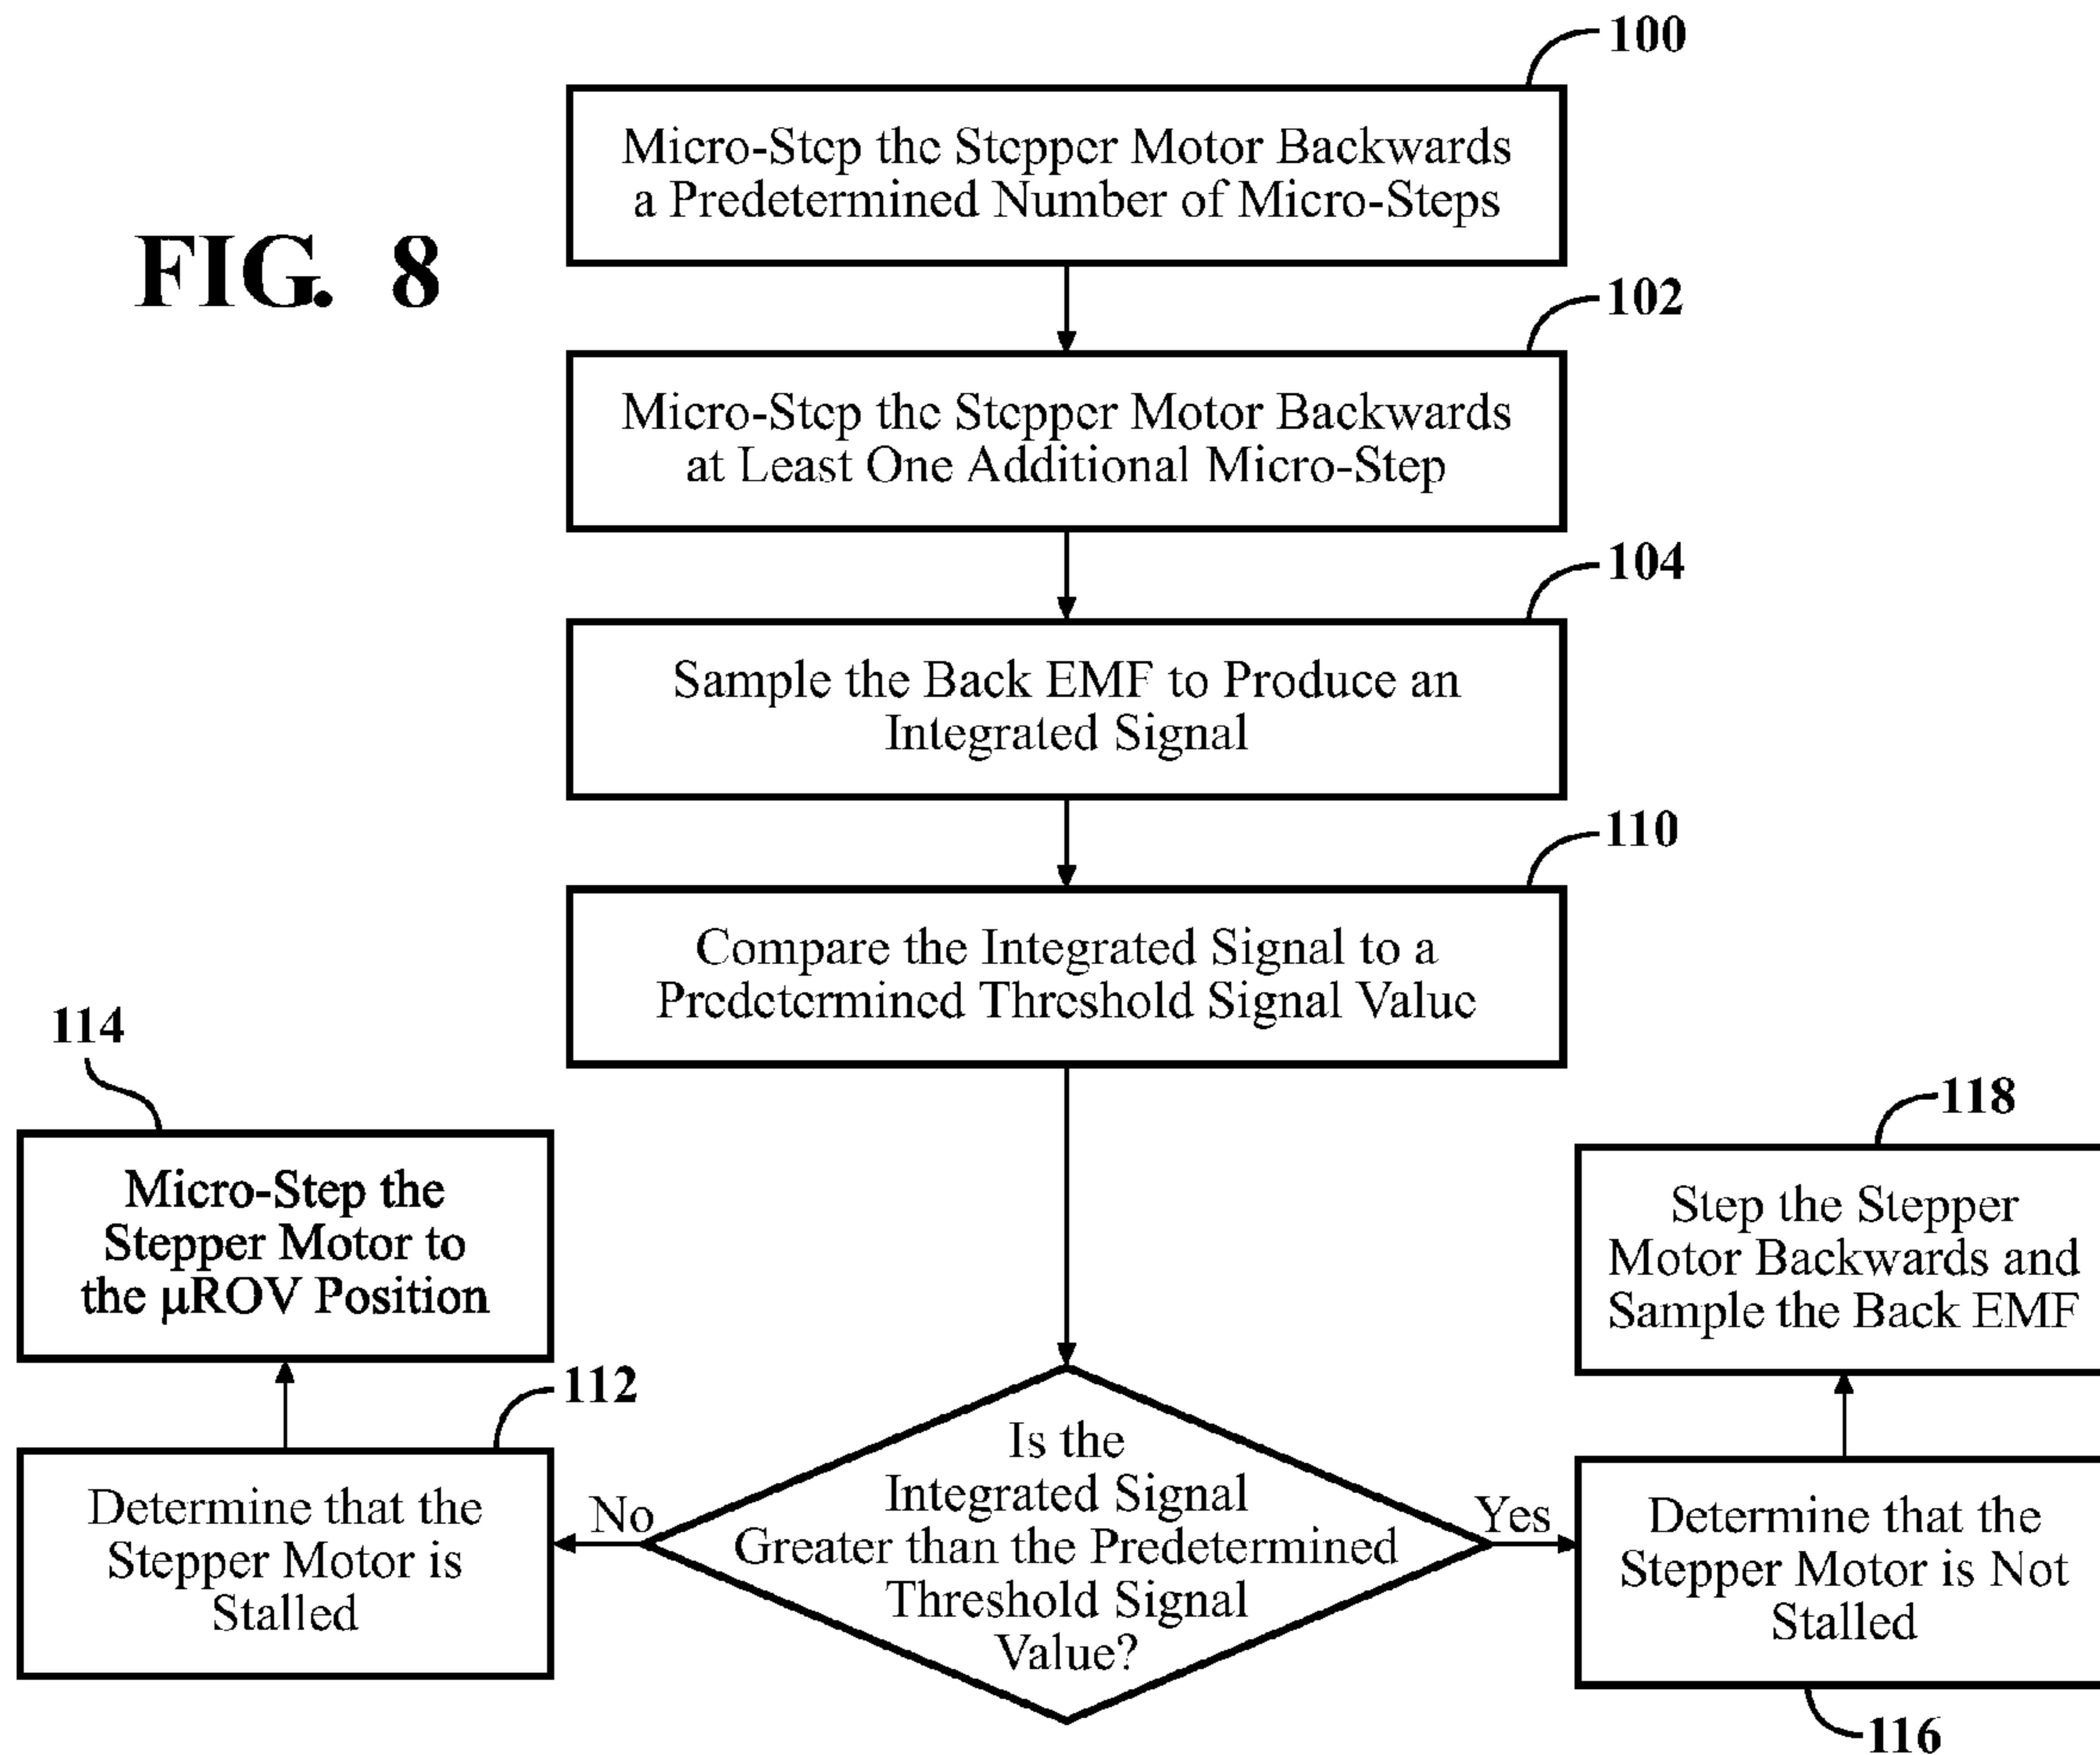 FIG. 8
100
Micro-Step the Stepper Motor Backwards
a Predetermined Number of Micro-Steps
102
Micro-Step the Stepper Motor Backwards
at Least One Additional Micro-Step
104
Sample the Back EMF to Produce an
Integrated Signal
110
Compare the Integrated Signal to a
Predetermined Threshold Signal Value
114
Micro-Step the
Stepper Motor to
the µROV Position
118
Step the Stepper
Motor Backwards and
Sample the Back EMF
112
Determine that the
Stepper Motor is
Stalled
No
Is the
Integrated Signal
Greater than the Predetermined
Threshold Signal
Value?
Yes
Determine that the
Stepper Motor is Not
Stalled
116